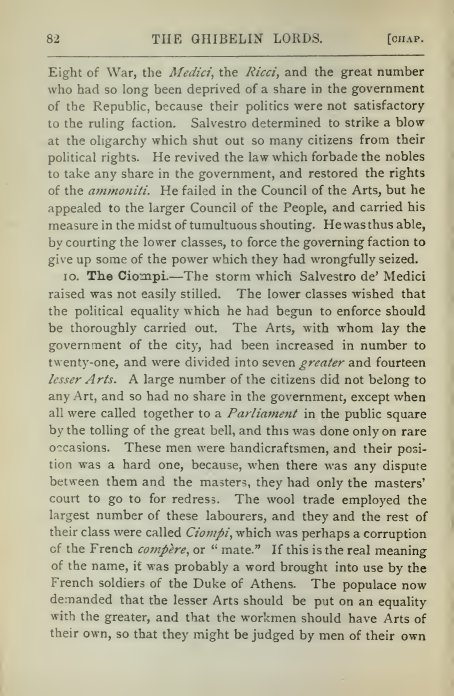 82 THE GHIBELIN LORDS. [CHAP.
Eight of War, the Medici, the Ricci, and the great number
who had so long been deprived of a share in the government
of the Republic, because their politics were not satisfactory
to the ruling faction. Salvestro determined to strike a blow
at the oligarchy which shut out so many citizens from their
political rights. He revived the law which forbade the nobles
to take any share in the government, and restored the rights
of the ammoniti. He failed in the Council of the Arts, but he
appealed to the larger Council of the People, and carried his
measure in the midst of tumultuous shouting. He was thus able,
by courting the lower classes, to force the governing faction to
give up some of the power which they had wrongfully seized.
10. The Ciompi.—The storm which Salvestro de' Medici
raised was not easily stilled. The lower classes wished that
the political equality which he had begun to enforce should
be thoroughly carried out. The Arts, with whom lay the
government of the city, had been increased in number to
twenty-one, and were divided into seven greater and fourteen
lesser Arts. A large number of the citizens did not belong to
any Art, and so had no share in the government, except when
all were called together to a Parliament in the public square
by the tolling of the great bell, and this was done only on rare
occasions. These men were handicraftsmen, and their posi-
tion was a hard one, because, when there was any dispute
between them and the masters, they had only the masters'
court to go to for redress. The wool trade employed the
largest number of these labourers, and they and the rest of
their class were called Ciompi, which was perhaps a corruption
of the French compère, or " mate." If this is the real meaning
of the name, it was probably a word brought into use by the
French soldiers of the Duke of Athens. The populace now
demanded that the lesser Arts should be put on an equality
with the greater, and that the workmen should have Arts of
their own, so that they might be judged by men of their own